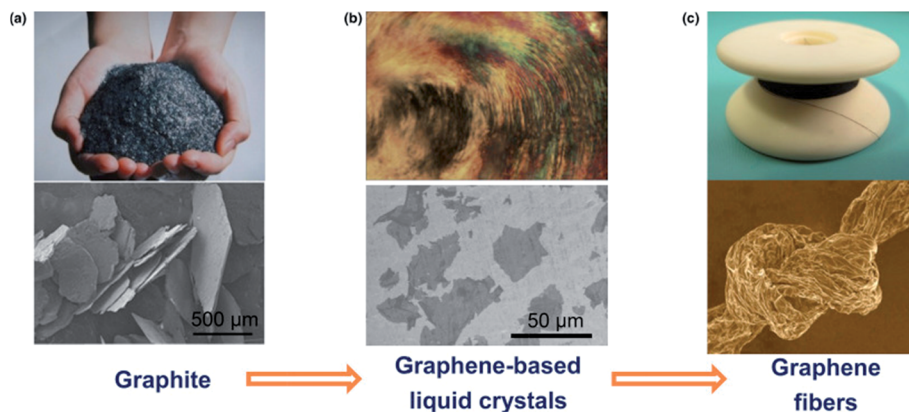 (a)
(b)
(c)
500 μm
50 μm
Graphite
Graphene-based
liquid crystals
Graphene
fibers